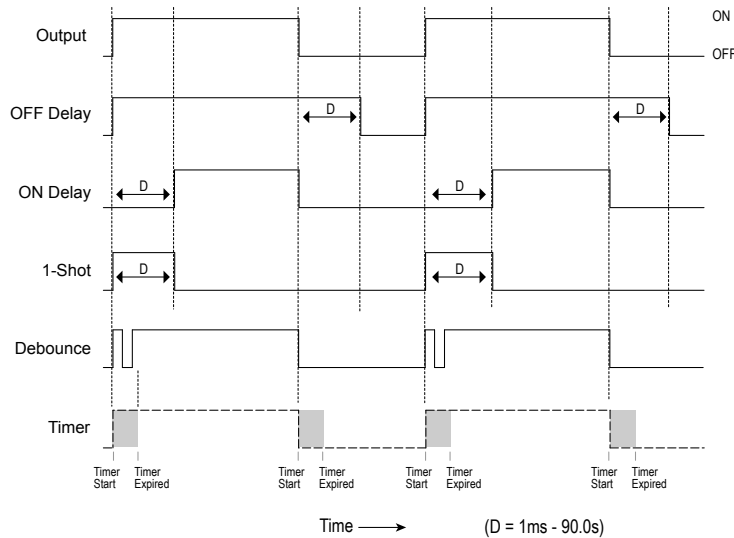 Output
ON
OFF
OFF Delay
D
D
ON Delay
D
D
1-Shot
D
D
Debounce
Timer
Timer Start
Timer Expired
Timer Start
Timer Expired
Timer Start
Timer Expired
Timer Start
Timer Expired
Time
(D = 1ms - 90.0s)